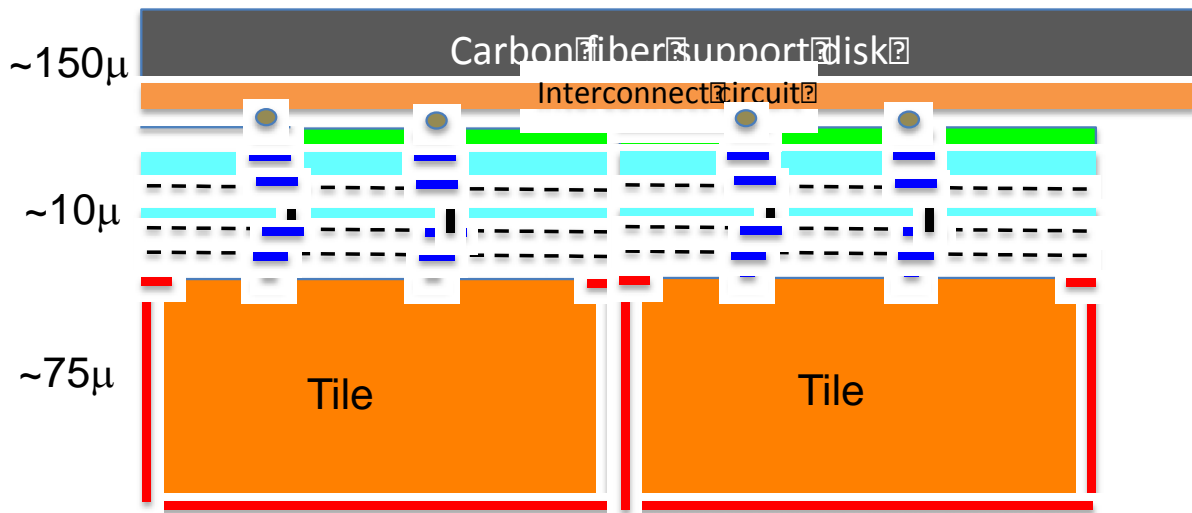 Carbon fiber support disk
~150μ
Interconnect circuit
~10μ
~75μ
Tile
Tile